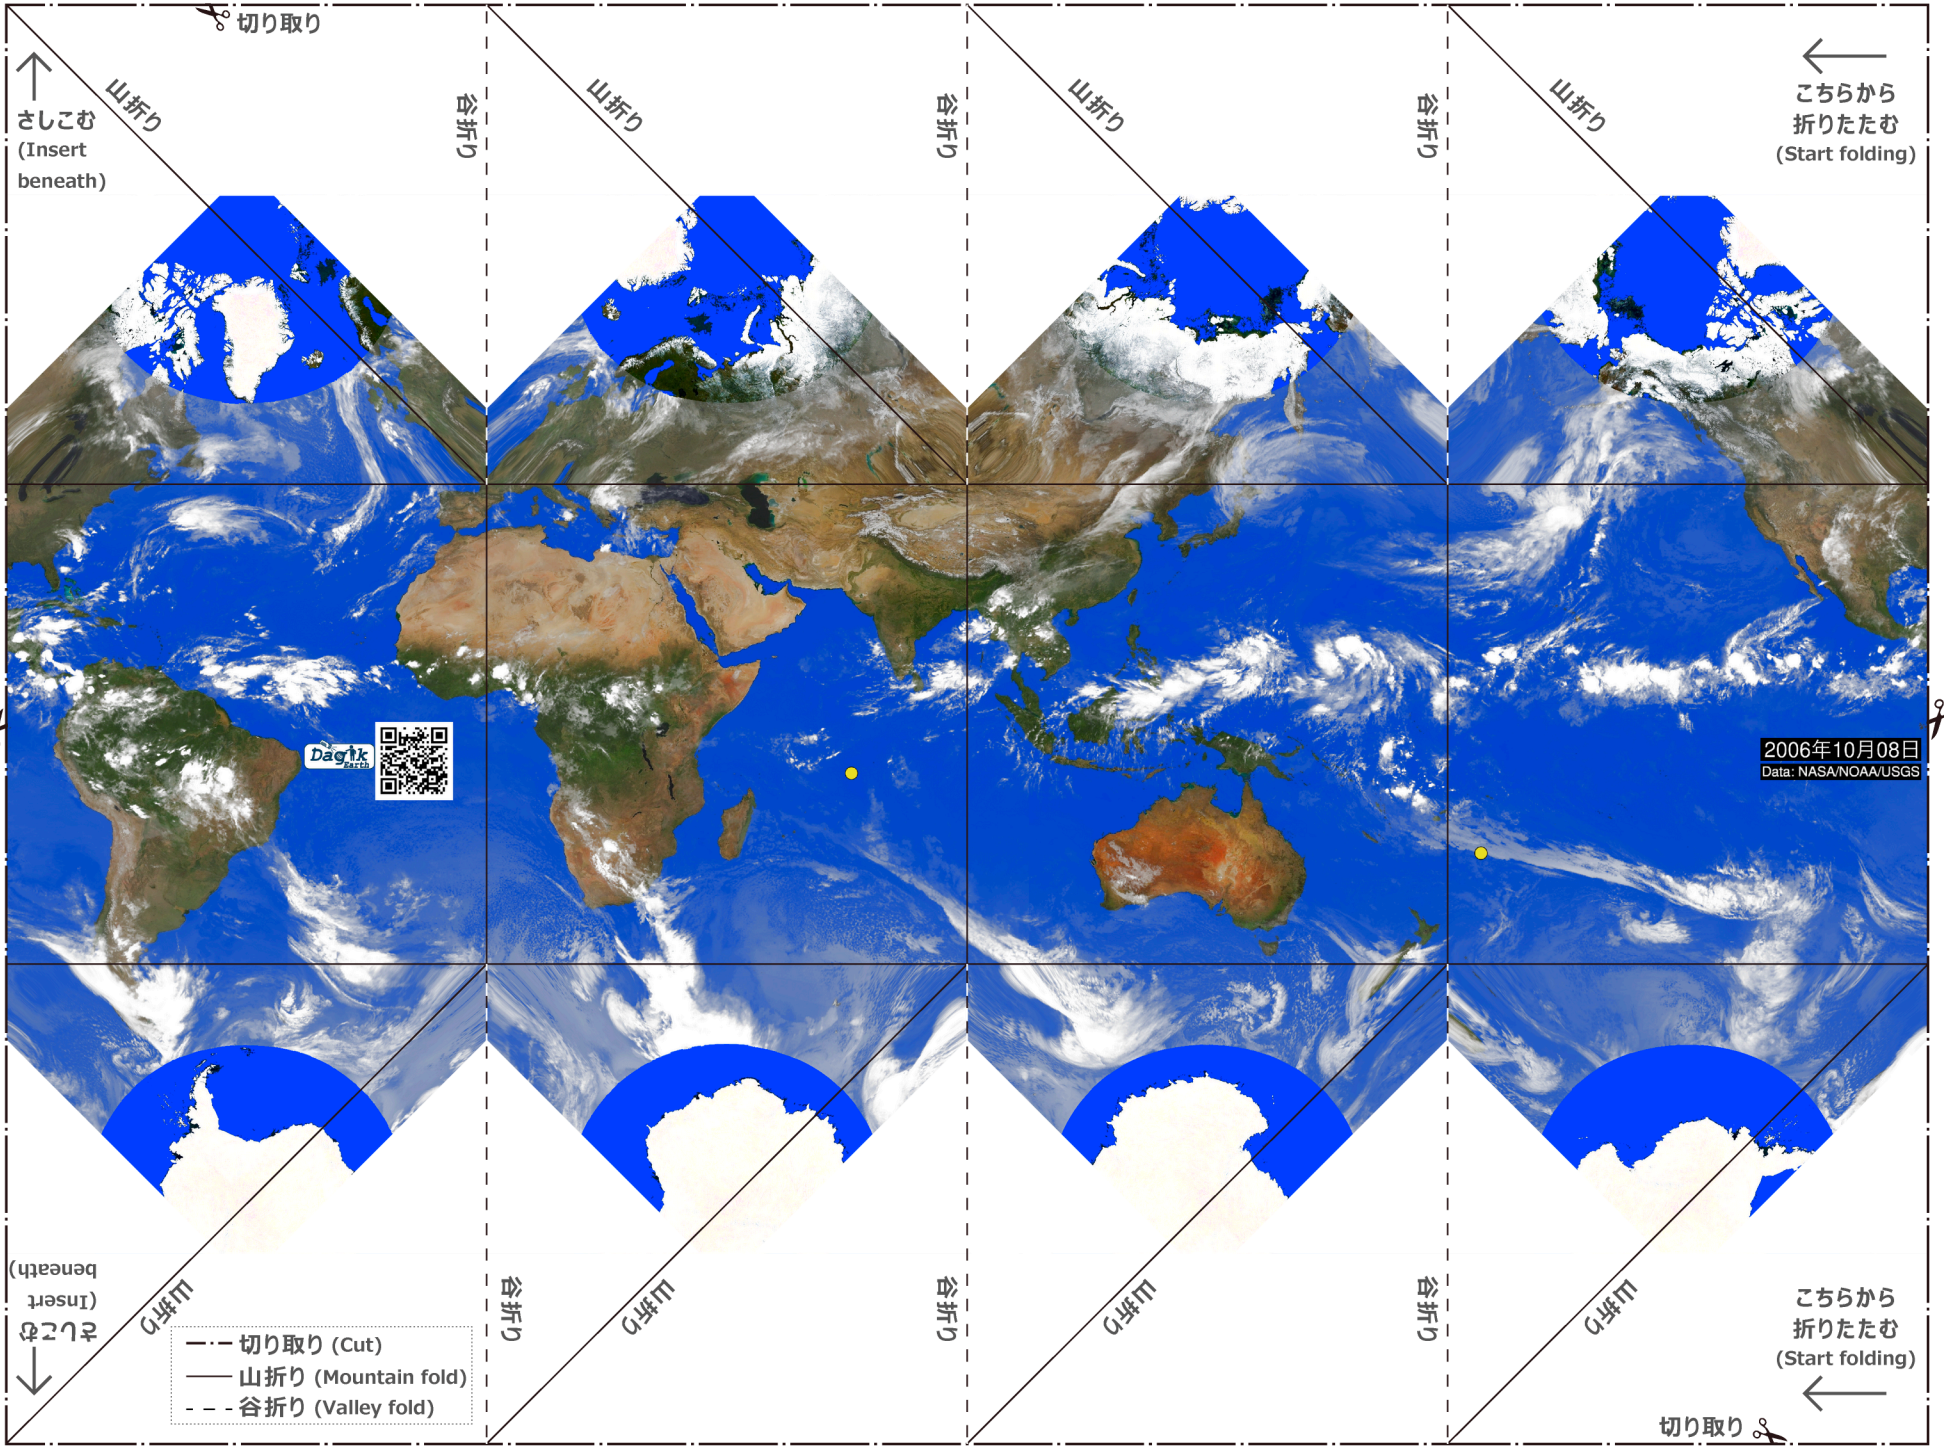 切り取り
山折り
谷折り
山折り
谷折り
山折り
谷折り
山折り
さしこむ
(Insert
beneath)
こちらから
折りたたむ
(Start folding)
Dagik
Earth
2006年10月08日
Data: NASA/NOAA/USGS
さしこむ
(Insert
beneath)
山折り
谷折り
山折り
谷折り
山折り
谷折り
山折り
こちらから
折りたたむ
(Start folding)
切り取り (Cut)
山折り (Mountain fold)
谷折り (Valley fold)
切り取り